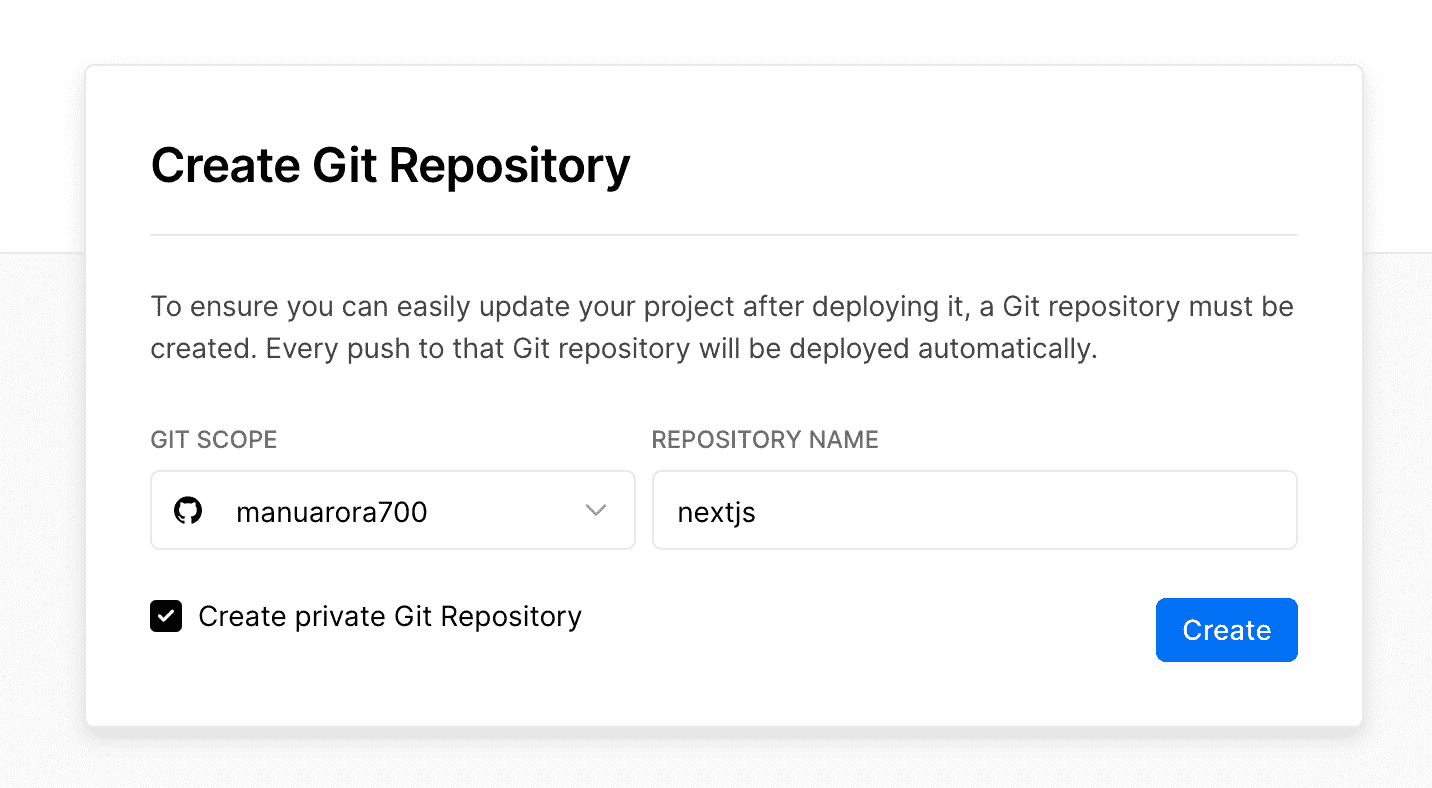 Create Git Repository
To ensure you can easily update your project after deploying it, a Git repository must be
created. Every push to that Git repository will be deployed automatically.
GIT SCOPE
REPOSITORY NAME
manuarora700
nextjs
Create private Git Repository
Create